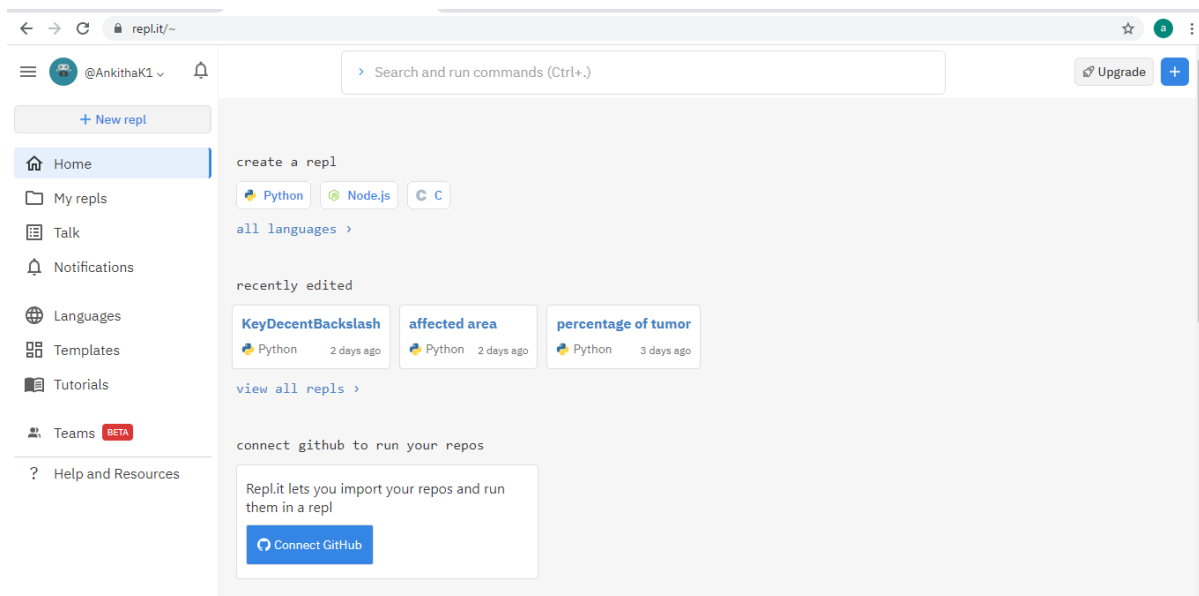 repl.it/~
a
@AnkithaK1
Search and run commands (Ctrl+.)
Upgrade
+
+ New repl
Home
My repls
Talk
Notifications
Languages
Templates
Tutorials
Teams BETA
? Help and Resources
create a repl
Python Node.js C C
all languages >
recently edited
KeyDecentBackslash affected area percentage of tumor
Python 2 days ago Python 2 days ago Python 3 days ago
view all repls >
connect github to run your repos
Repl.it lets you import your repos and run
them in a repl
Connect GitHub